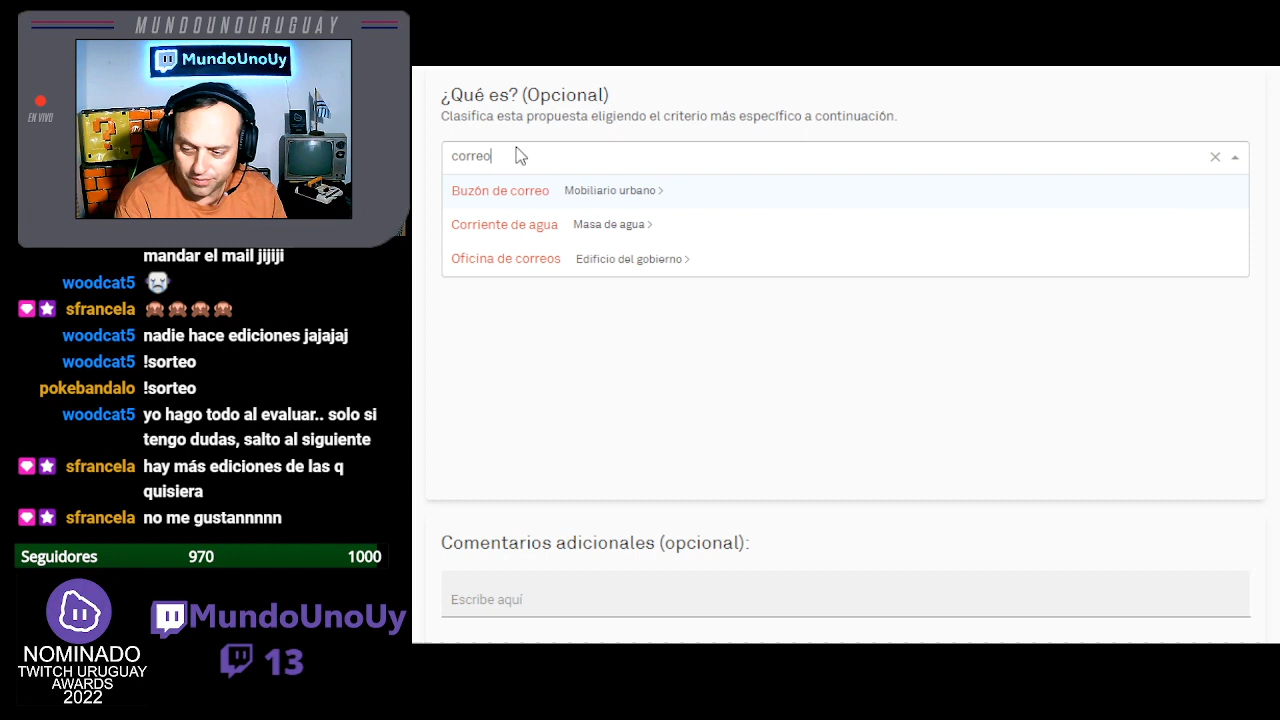 MUNDOUNOURUGUAY
MundoUnoUy
EN VIVO
mandar el mail jijiji
woodcat5
sfrancela
woodcat5 nadie hace ediciones jajajaj
woodcat5 !sorteo
pokebandalo !sorteo
woodcat5 yo hago todo al evaluar.. solo si
tengo dudas, salto al siguiente
sfrancela hay más ediciones de las q
quisiera
sfrancela no me gustannnnn
Seguidores 970 1000
MundoUnoUy
13
NOMINADO
TWITCH URUGUAY
AWARDS
2022
¿Qué es? (Opcional)
Clasifica esta propuesta eligiendo el criterio más específico a continuación.
correo
Buzón de correo Mobiliario urbano >
Corriente de agua Masa de agua >
Oficina de correos Edificio del gobierno >
Comentarios adicionales (opcional):
Escribe aquí